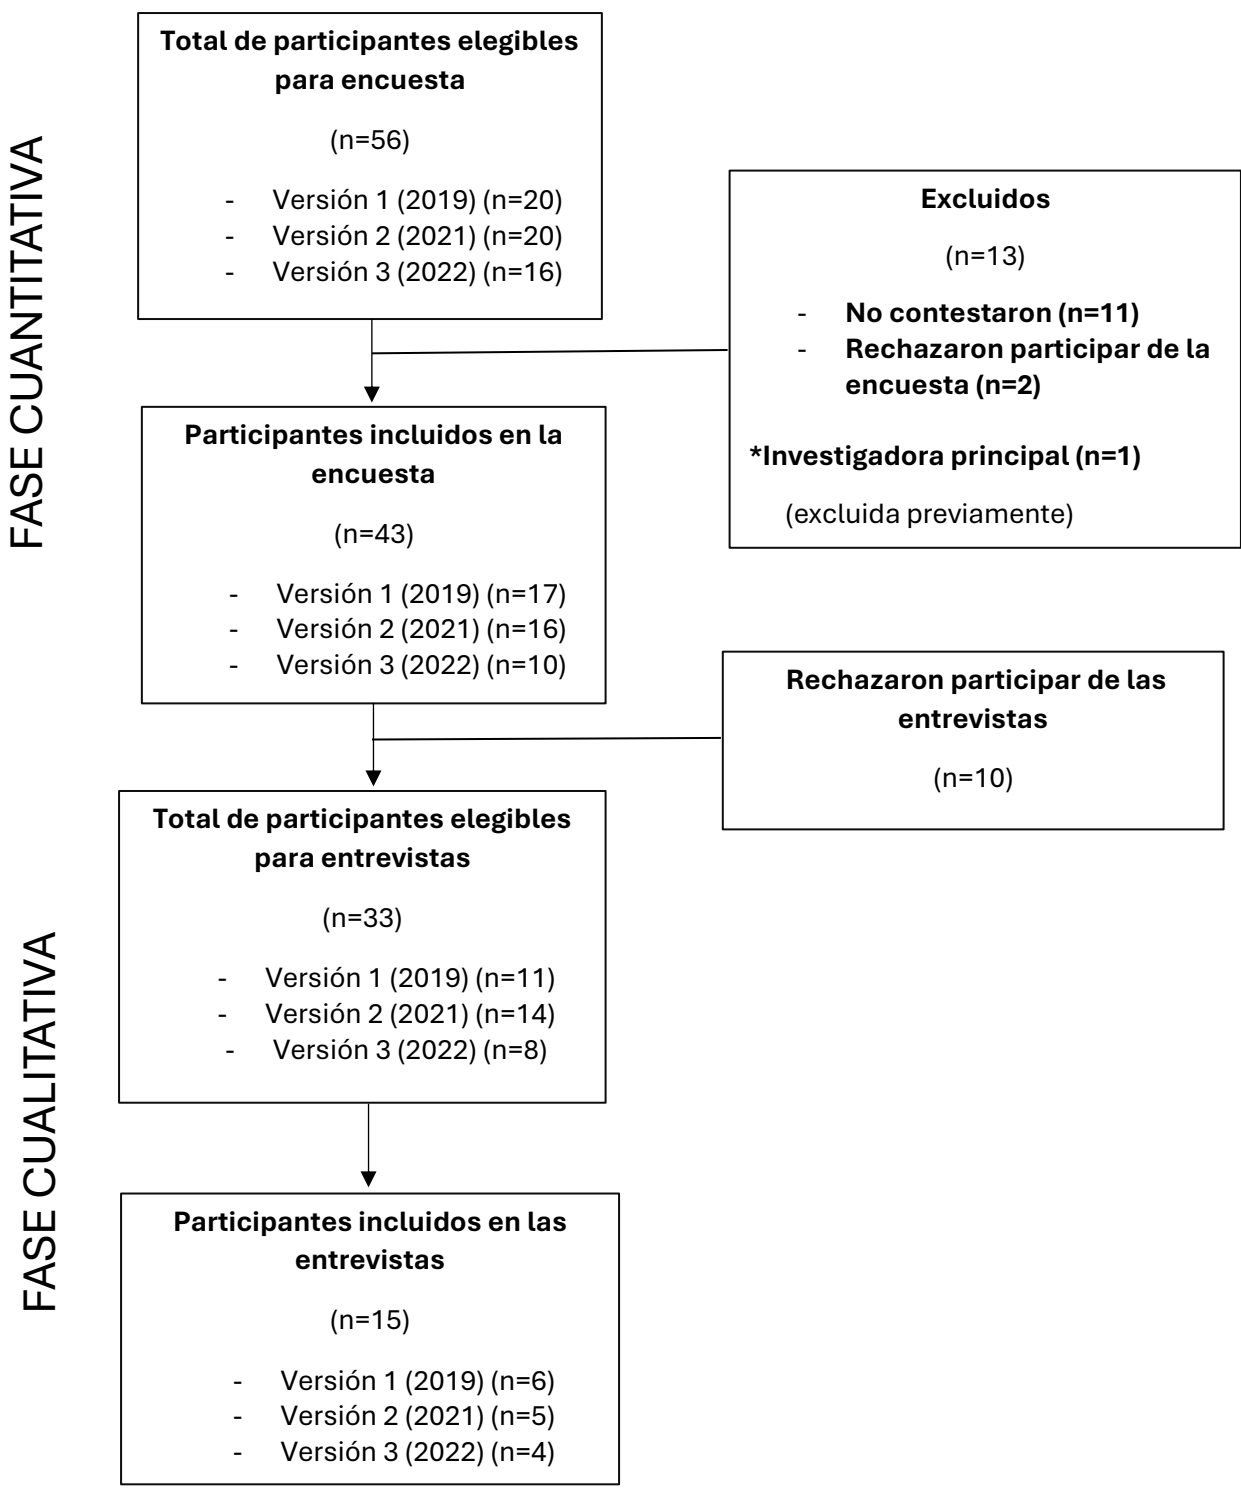 FASE CUANTITATIVA
Total de participantes elegibles
para encuesta
(n=56)
- Versión 1 (2019) (n=20)
- Versión 2 (2021) (n=20)
- Versión 3 (2022) (n=16)
Excluidos
(n=13)
- No contestaron (n=11)
- Rechazaron participar de la
encuesta (n=2)
*Investigadora principal (n=1)
(excluida previamente)
Participantes incluidos en la
encuesta
(n=43)
- Versión 1 (2019) (n=17)
- Versión 2 (2021) (n=16)
- Versión 3 (2022) (n=10)
Rechazaron participar de las
entrevistas
(n=10)
FASE CUALITATIVA
Total de participantes elegibles
para entrevistas
(n=33)
- Versión 1 (2019) (n=11)
- Versión 2 (2021) (n=14)
- Versión 3 (2022) (n=8)
Participantes incluidos en las
entrevistas
(n=15)
- Versión 1 (2019) (n=6)
- Versión 2 (2021) (n=5)
- Versión 3 (2022) (n=4)